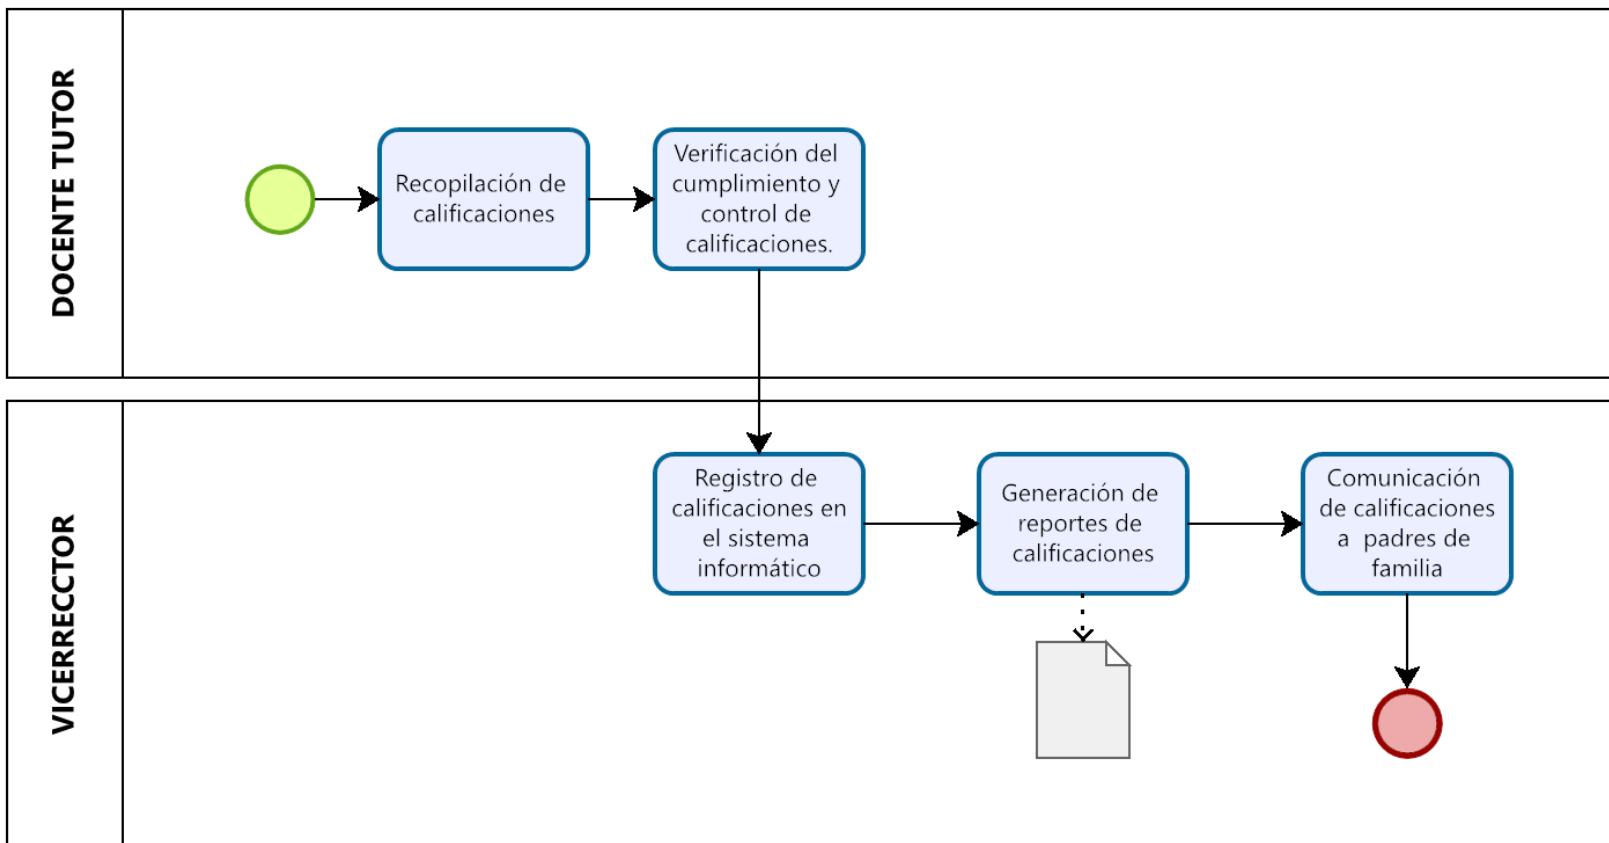 DOCENTE TUTOR
Recopilación de
calificaciones
Verificación del
cumplimiento y
control de
calificaciones.
VICERRECCTOR
Registro de
calificaciones en
el sistema
informático
Generación de
reportes de
calificaciones
Comunicación
de calificaciones
a padres de
familia